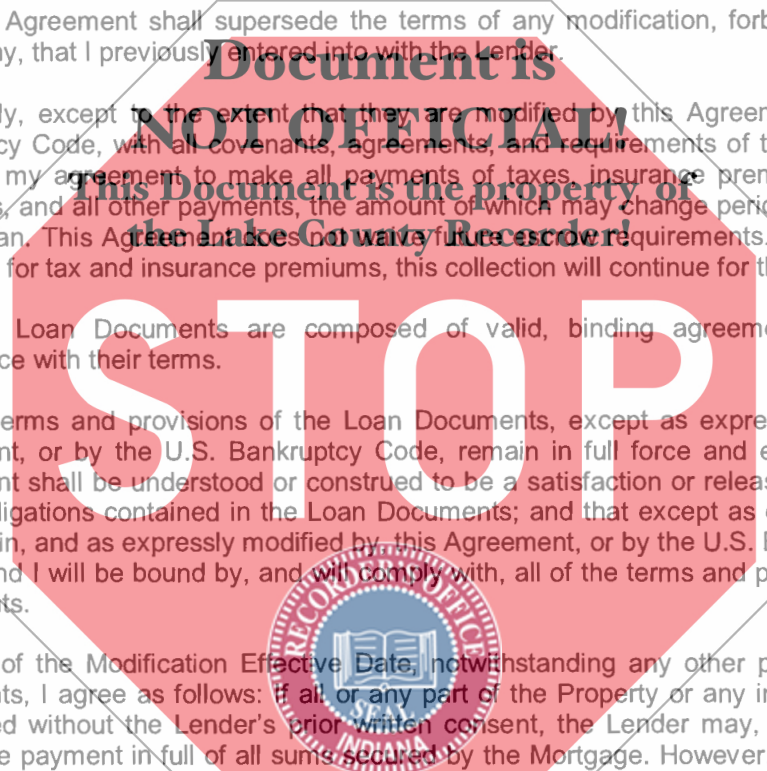 Agreement shall supersede the terms of any modification, forb
ny, that I previously entered into with the Lender.
Document is
ly, except to the extent that they are modified by this Agreem
NOT OFFICIAL!
cy Code, with all covenants, agreements, and requirements of t
my agreement to make all payments of taxes, insurance prem
This Document is the property of
s, and all other payments, the amount of which may change perio
an. This Agreement does not waive future escrow requirements.
the Lake County Recorder!
for tax and insurance premiums, this collection will continue for th
Loan Documents are composed of valid, binding agreeme
ce with their terms.
STOP
erms and provisions of the Loan Documents, except as expre
nt, or by the U.S. Bankruptcy Code, remain in full force and e
nt shall be understood or construed to be a satisfaction or releas
ligations contained in the Loan Documents; and that except as
in, and as expressly modified by, this Agreement, or by the U.S.
nd I will be bound by, and will comply with, all of the terms and p
ts.
RECORDER'S OFFICE
of the Modification Effective Date, notwithstanding any other p
nts, I agree as follows: If all or any part of the Property or any in
SEAL
ed without the Lender's prior written consent, the Lender may,
INDIANA
e payment in full of all sums secured by the Mortgage. However